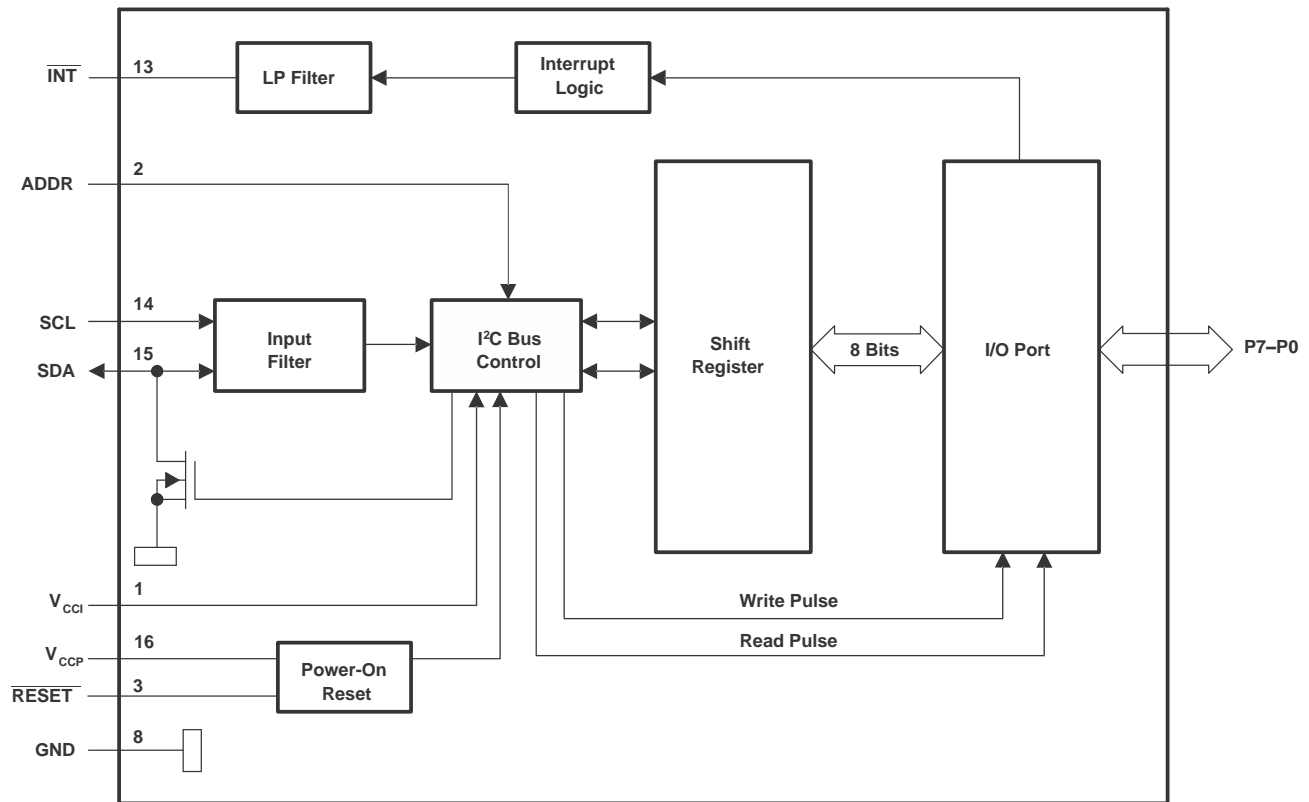 INT
13
LP Filter
Interrupt
Logic
ADDR
2
SCL
14
SDA
15
Input
Filter
I²C Bus
Control
Shift
Register
8 Bits
I/O Port
P7–P0
V_CCI
1
V_CCP
16
RESET
3
Power-On
Reset
Write Pulse
Read Pulse
GND
8